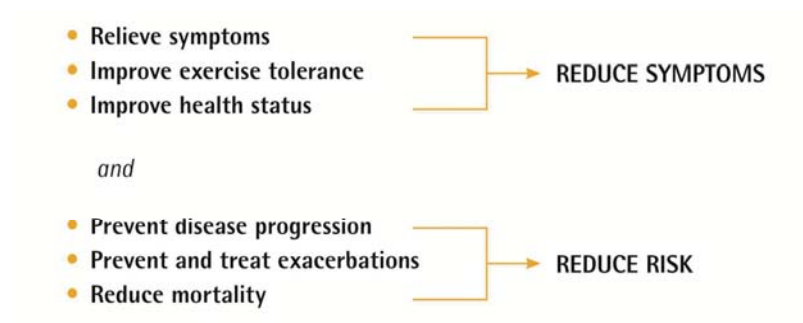 • Relieve symptoms
• Improve exercise tolerance REDUCE SYMPTOMS
• Improve health status
and
• Prevent disease progression
• Prevent and treat exacerbations REDUCE RISK
• Reduce mortality